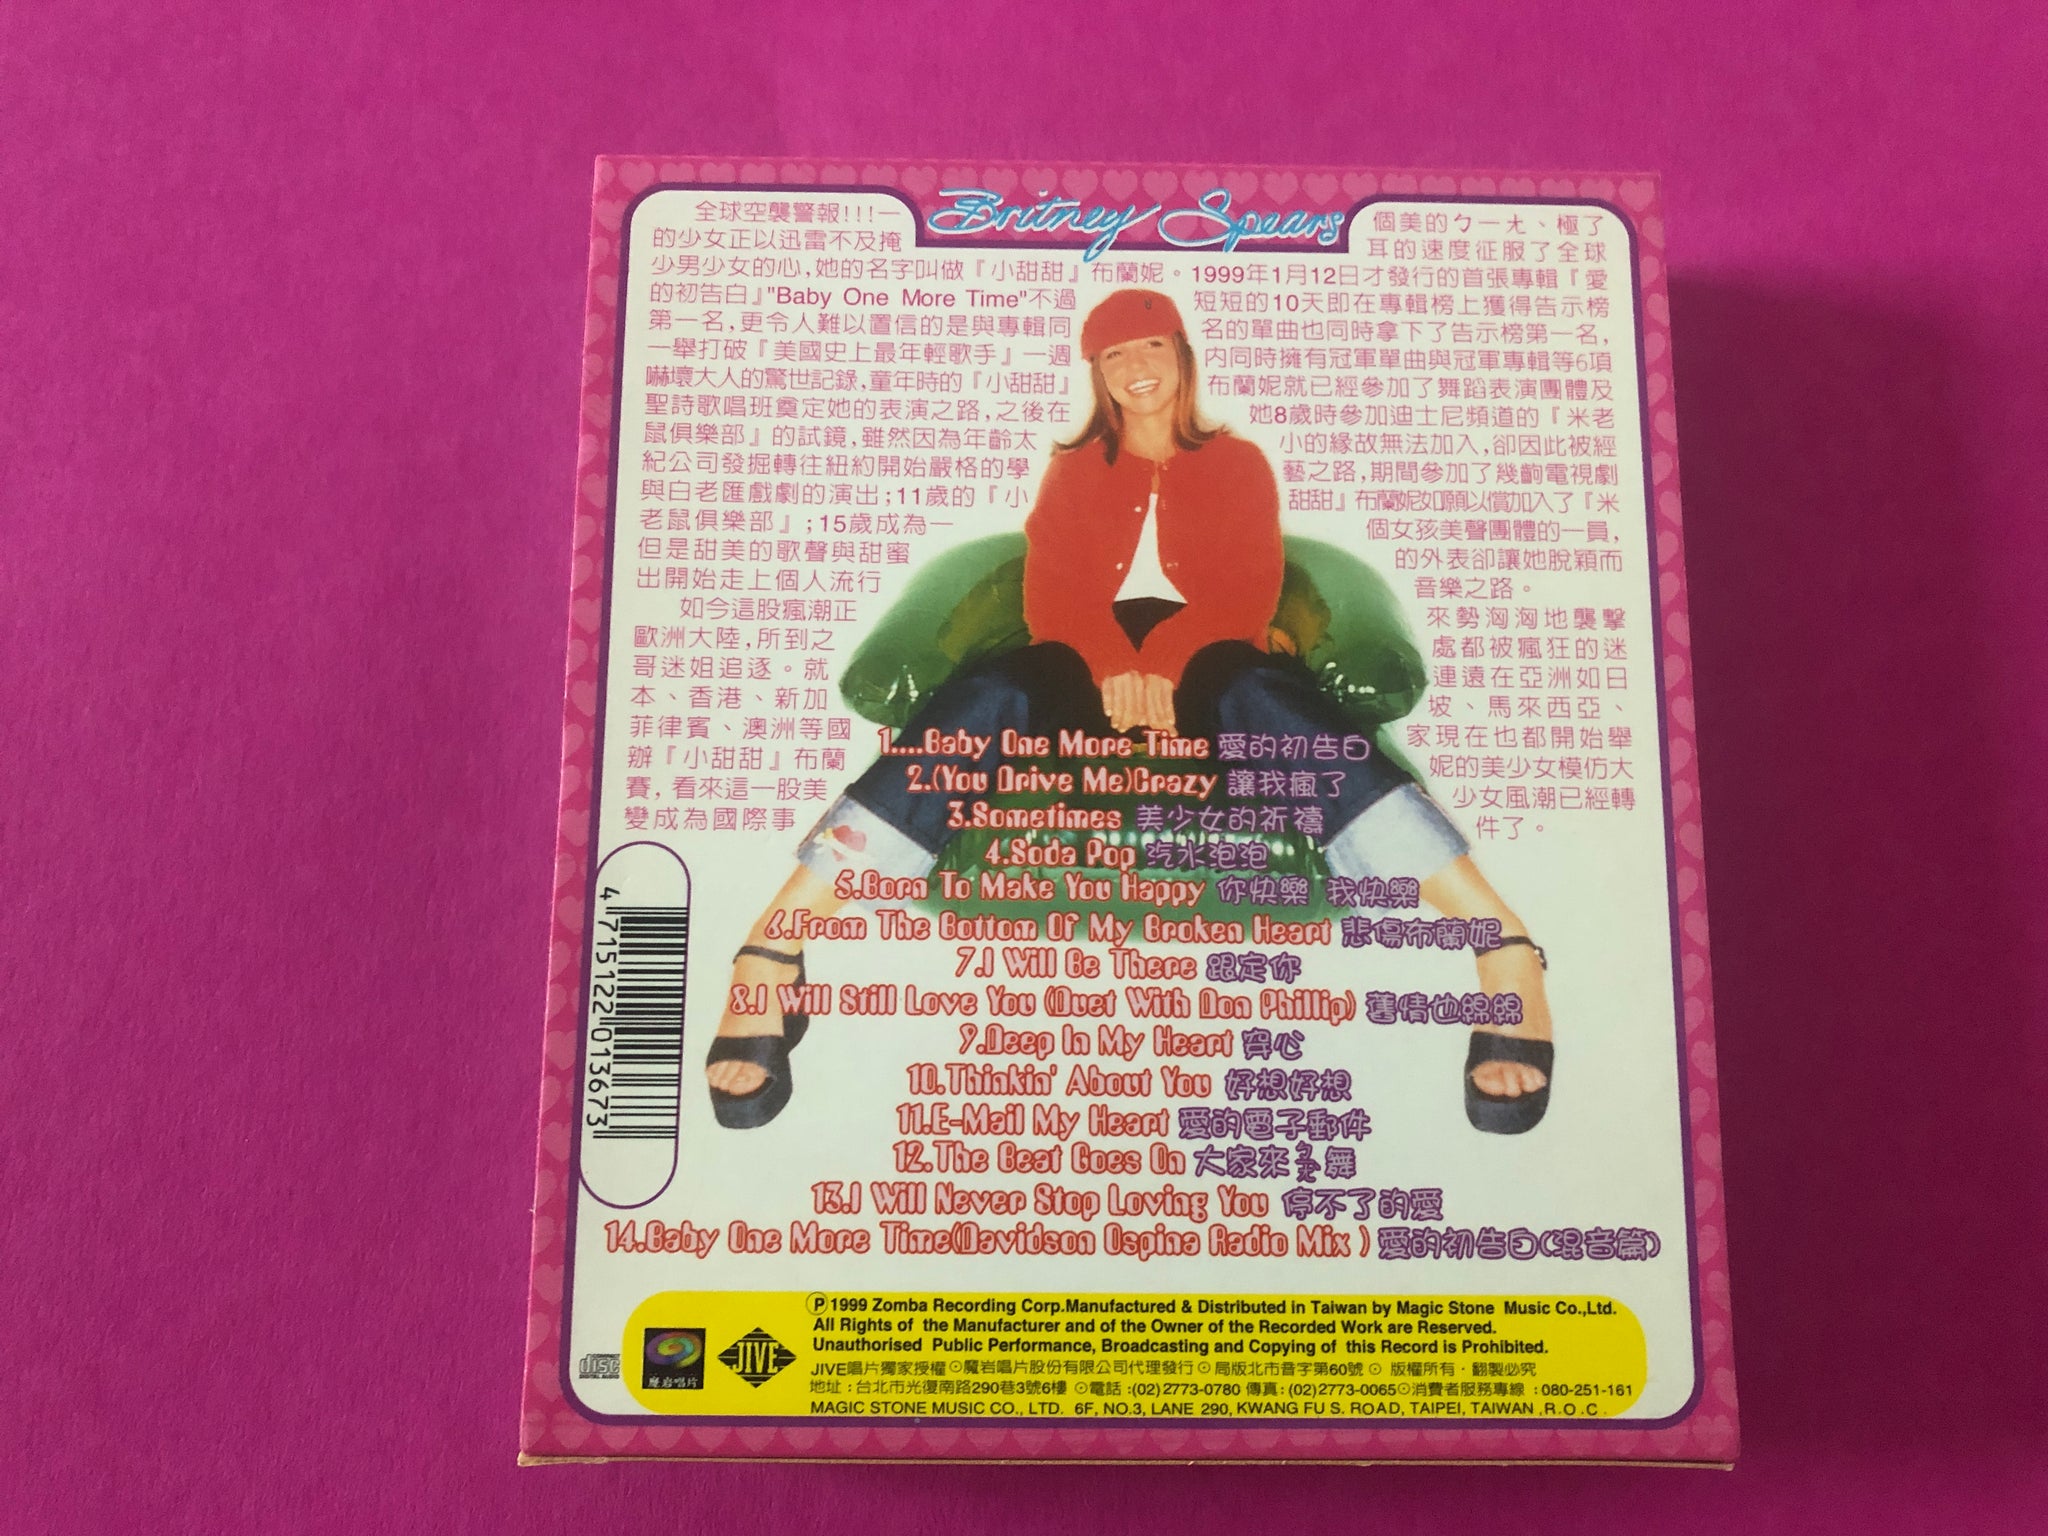 Britney Spears
全球空襲警報!!!一個美的ㄅㄧㄤ、極了
的少女正以迅雷不及掩耳的速度征服了全球
少男少女的心,她的名字叫做『小甜甜』布蘭妮。1999年1月12日才發行的首張專輯『愛
的初告白』"Baby One More Time"不過短短的10天即在專輯榜上獲得告示榜
第一名,更令人難以置信的是與專輯同名的單曲也同時拿下了告示榜第一名,
一舉打破『美國史上最年輕歌手』一週內同時擁有冠軍單曲與冠軍專輯等6項
嚇壞大人的驚世記錄,童年時的『小甜甜』布蘭妮就已經參加了舞蹈表演團體及
聖詩歌唱班奠定她的表演之路,之後在她8歲時參加迪士尼頻道的『米老
鼠俱樂部』的試鏡,雖然因為年齡太小的緣故無法加入,卻因此被經
紀公司發掘轉往紐約開始嚴格的學藝之路,期間參加了幾齣電視劇
與白老匯戲劇的演出;11歲的『小甜甜』布蘭妮如願以償加入了『米
老鼠俱樂部』;15歲成為一個女孩美聲團體的一員,
但是甜美的歌聲與甜蜜的外表卻讓她脫穎而
出開始走上個人流行音樂之路。
如今這股瘋潮正來勢洶洶地襲擊
歐洲大陸,所到之處都被瘋狂的迷
哥迷姐追逐。就連遠在亞洲如日
本、香港、新加坡、馬來西亞、
菲律賓、澳洲等國家現在也都開始舉
辦『小甜甜』布蘭妮的美少女模仿大
賽,看來這一股美少女風潮已經轉
變成為國際事件了。
1....Baby One More Time 愛的初告白
2.(You Drive Me)Crazy 讓我瘋了
3.Sometimes 美少女的祈禱
4.Soda Pop 汽水泡泡
5.Born To Make You Happy 你快樂 我快樂
6.From The Bottom Of My Broken Heart 悲傷布蘭妮
7.I Will Be There 跟定你
8.I Will Still Love You (Duet With Don Phillip) 舊情也綿綿
9.Deep In My Heart 穿心
10.Thinkin' About You 好想好想
11.E-Mail My Heart 愛的電子郵件
12.The Beat Goes On 大家來尬舞
13.I Will Never Stop Loving You 停不了的愛
14.Baby One More Time(Davidson Ospina Radio Mix ) 愛的初告白(混音篇)
4 715122 013673
COMPACT disc DIGITAL AUDIO
魔岩唱片
JIVE
Ⓟ1999 Zomba Recording Corp.Manufactured & Distributed in Taiwan by Magic Stone Music Co.,Ltd.
All Rights of the Manufacturer and of the Owner of the Recorded Work are Reserved.
Unauthorised Public Performance, Broadcasting and Copying of this Record is Prohibited.
JIVE唱片獨家授權⊙魔岩唱片股份有限公司代理發行⊙局版北市音字第60號⊙ 版權所有·翻製必究
地址:台北市光復南路290巷3號6樓 ⊙電話:(02)2773-0780 傳真:(02)2773-0065⊙消費者服務專線:080-251-161
MAGIC STONE MUSIC CO., LTD. 6F, NO.3, LANE 290, KWANG FU S. ROAD, TAIPEI, TAIWAN ,R.O .C .